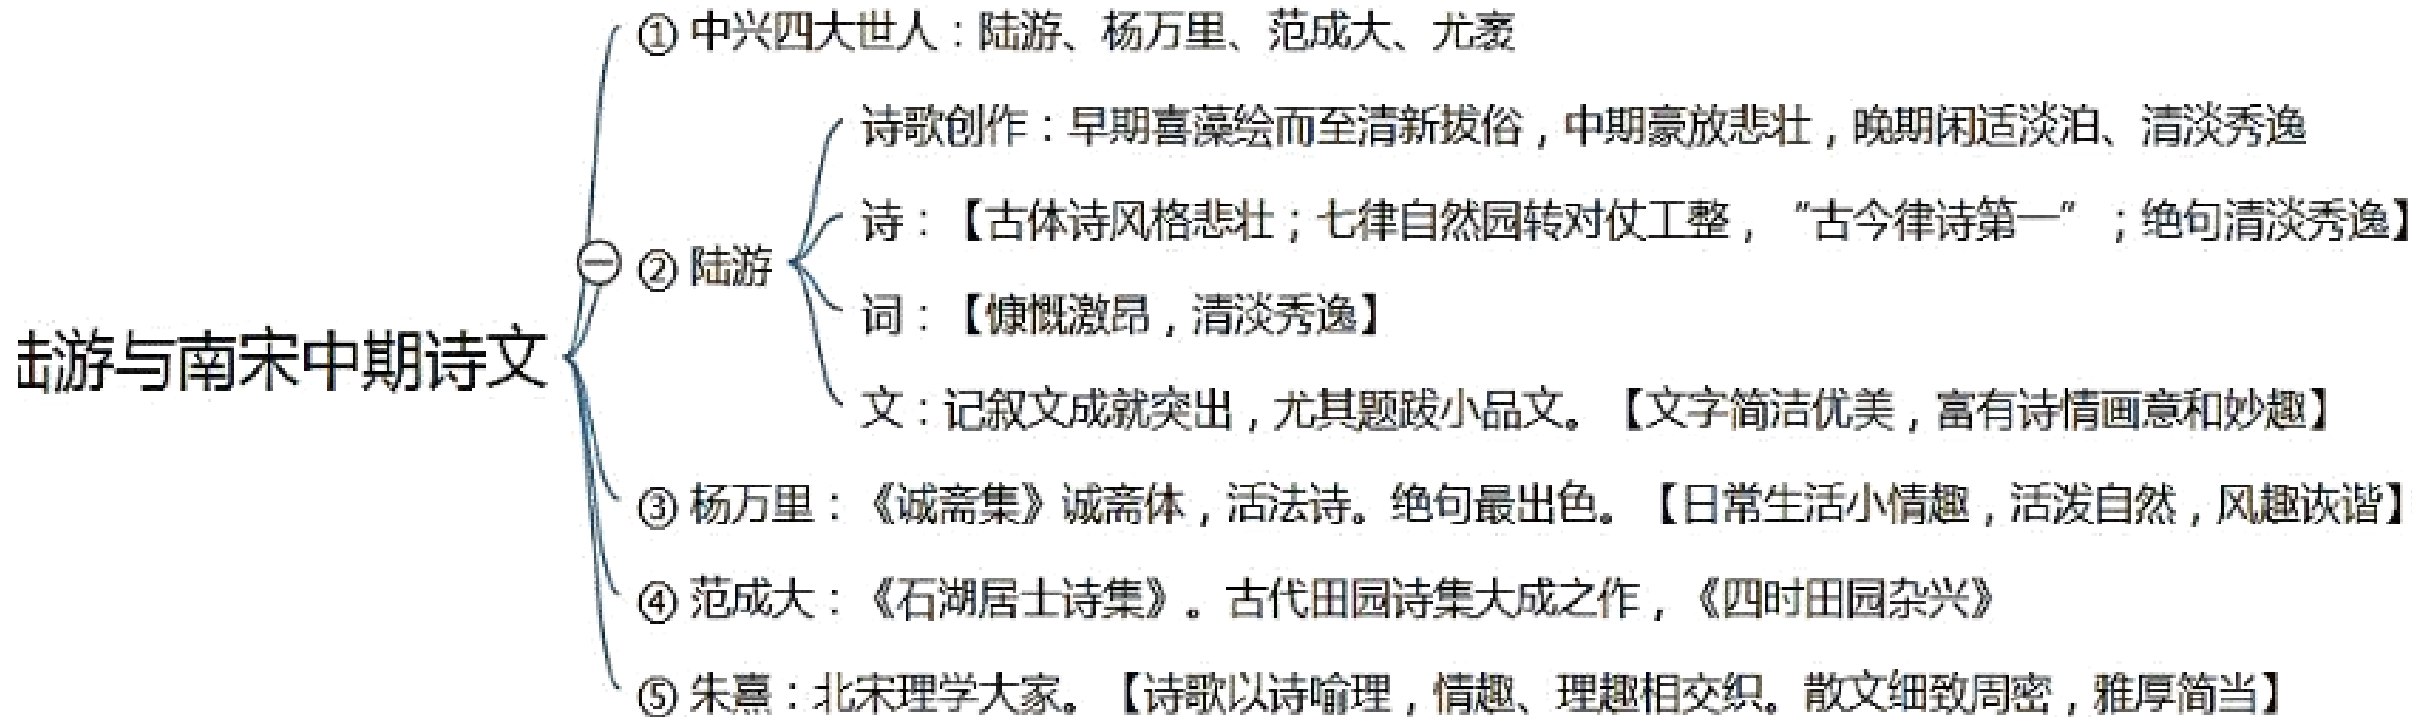 ① 中兴四大世人：陆游、杨万里、范成大、尤袤
诗歌创作：早期喜藻绘而至清新拔俗，中期豪放悲壮，晚期闲适淡泊、清淡秀逸
诗：【古体诗风格悲壮；七律自然园转对仗工整，“古今律诗第一”；绝句清淡秀逸】
② 陆游
词：【慷慨激昂，清淡秀逸】
陆游与南宋中期诗文
文：记叙文成就突出，尤其题跋小品文。【文字简洁优美，富有诗情画意和妙趣】
③ 杨万里：《诚斋集》诚斋体，活法诗。绝句最出色。【日常生活小情趣，活泼自然，风趣诙谐】
④ 范成大：《石湖居士诗集》。古代田园诗集大成之作，《四时田园杂兴》
⑤ 朱熹：北宋理学大家。【诗歌以诗喻理，情趣、理趣相交织。散文细致周密，雅厚简当】